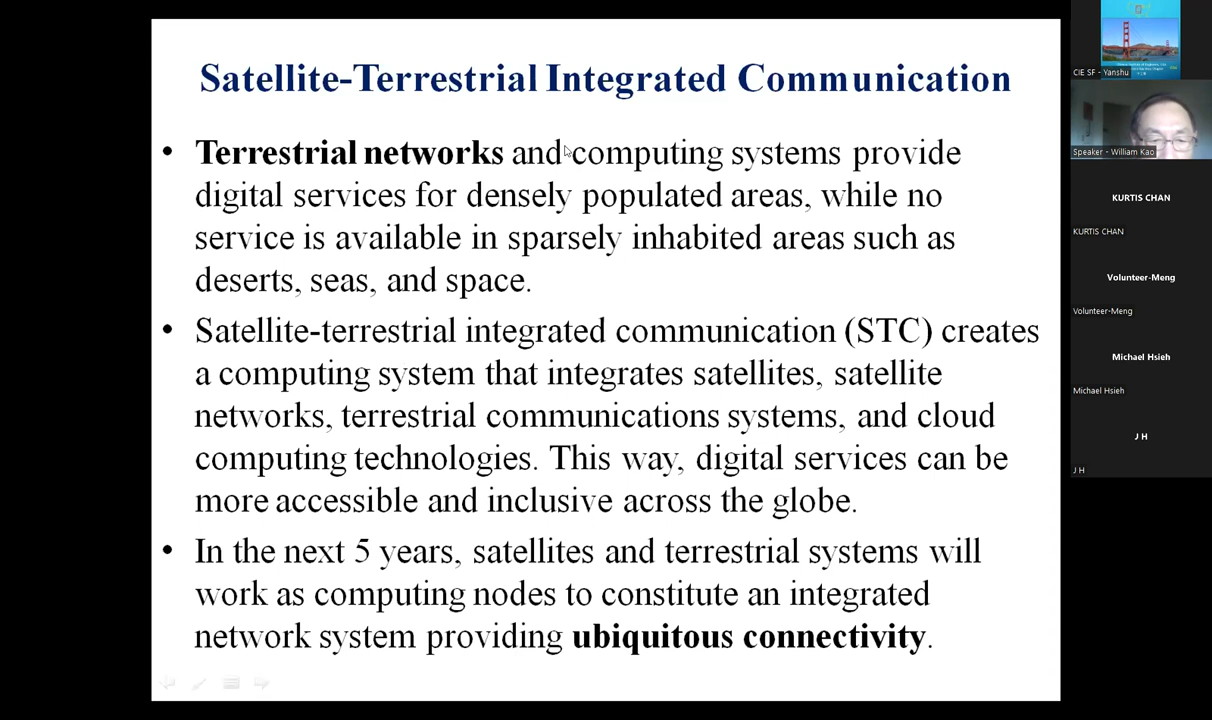 Satellite-Terrestrial Integrated Communication
• Terrestrial networks and computing systems provide
digital services for densely populated areas, while no
service is available in sparsely inhabited areas such as
deserts, seas, and space.
• Satellite-terrestrial integrated communication (STC) creates
a computing system that integrates satellites, satellite
networks, terrestrial communications systems, and cloud
computing technologies. This way, digital services can be
more accessible and inclusive across the globe.
• In the next 5 years, satellites and terrestrial systems will
work as computing nodes to constitute an integrated
network system providing ubiquitous connectivity.
CIE SF - Yanshu
Speaker - William Kao
KURTIS CHAN
KURTIS CHAN
Volunteer-Meng
Volunteer-Meng
Michael Hsieh
Michael Hsieh
J H
J H